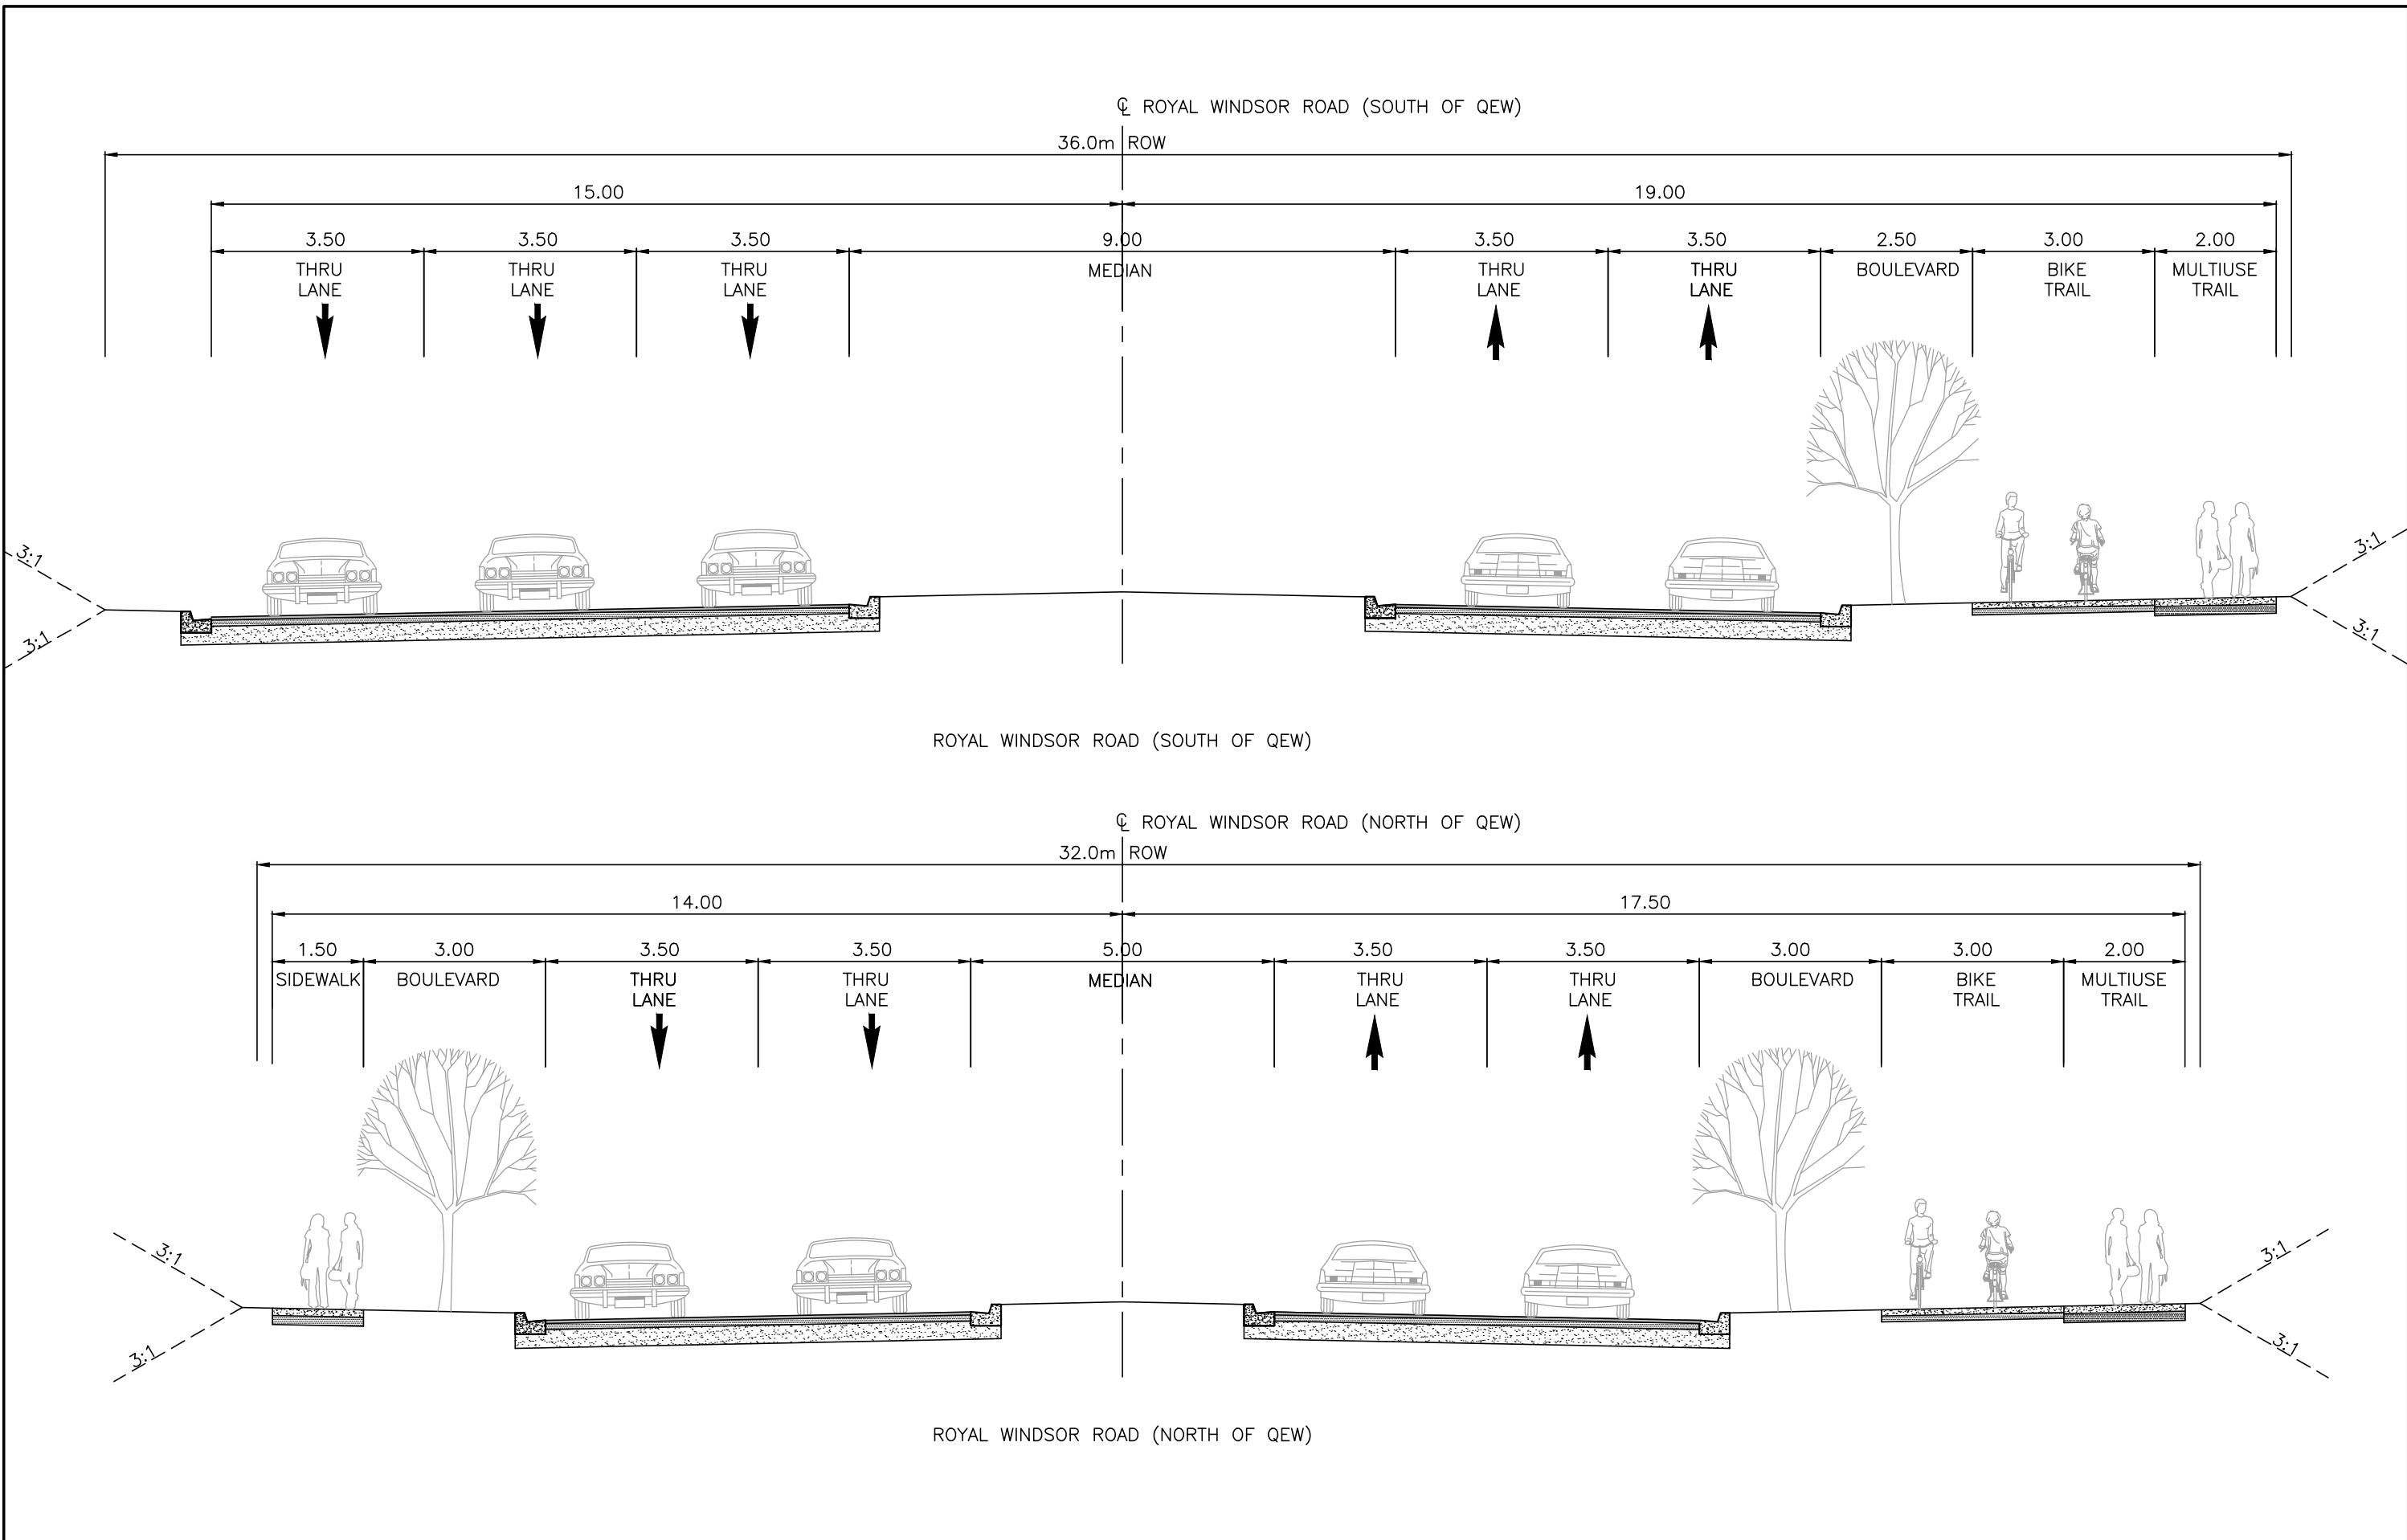 ℄ ROYAL WINDSOR ROAD (SOUTH OF QEW)
36.0m ROW
15.00 19.00
3.50 3.50 3.50 9.00 3.50 3.50 2.50 3.00 2.00
THRU THRU THRU MEDIAN THRU THRU BOULEVARD BIKE MULTIUSE
LANE LANE LANE LANE LANE TRAIL TRAIL
3:1 3:1
3:1 3:1
ROYAL WINDSOR ROAD (SOUTH OF QEW)
℄ ROYAL WINDSOR ROAD (NORTH OF QEW)
32.0m ROW
14.00 17.50
1.50 3.00 3.50 3.50 5.00 3.50 3.50 3.00 3.00 2.00
SIDEWALK BOULEVARD THRU THRU MEDIAN THRU THRU BOULEVARD BIKE MULTIUSE
LANE LANE LANE LANE TRAIL TRAIL
3:1 3:1
3:1 3:1
ROYAL WINDSOR ROAD (NORTH OF QEW)